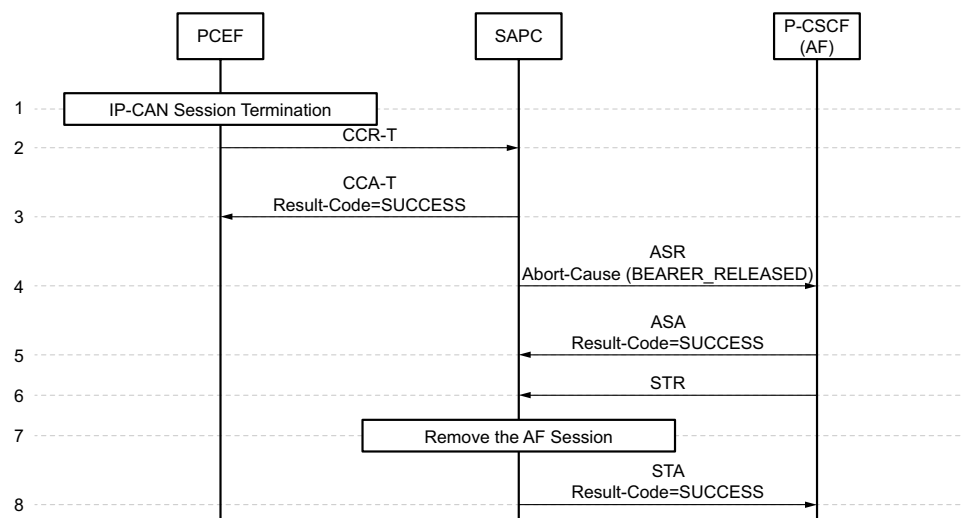 PCEF
SAPC
P-CSCF
(AF)
1
IP-CAN Session Termination
2
CCR-T
CCA-T
Result-Code=SUCCESS
3
ASR
Abort-Cause (BEARER_RELEASED)
4
ASA
Result-Code=SUCCESS
5
STR
6
7
Remove the AF Session
STA
Result-Code=SUCCESS
8